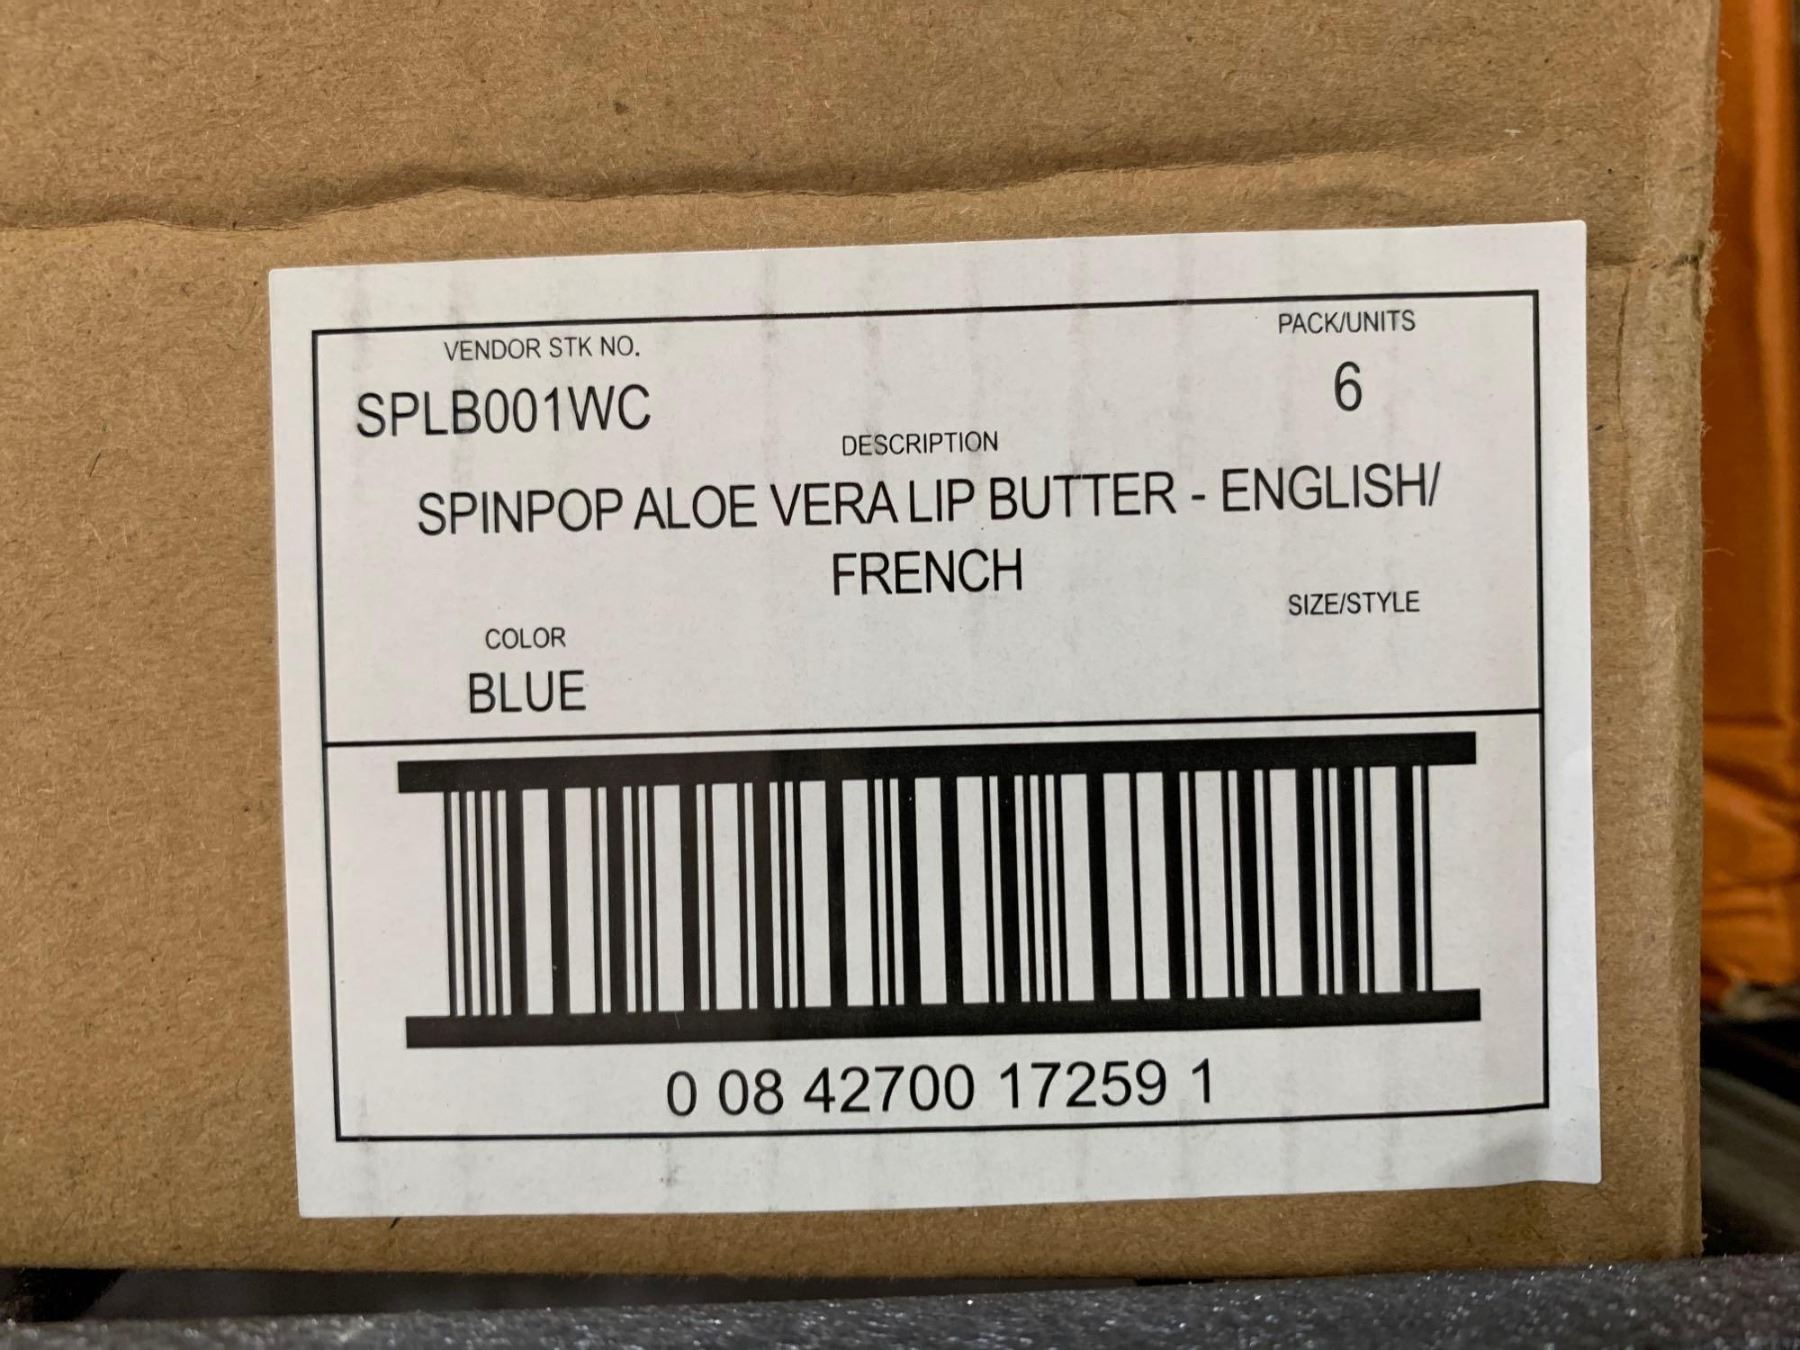 VENDOR STK NO.
PACK/UNITS
SPLB001WC
6
DESCRIPTION
SPINPOP ALOE VERA LIP BUTTER - ENGLISH/
FRENCH
SIZE/STYLE
COLOR
BLUE
0 08 42700 17259 1